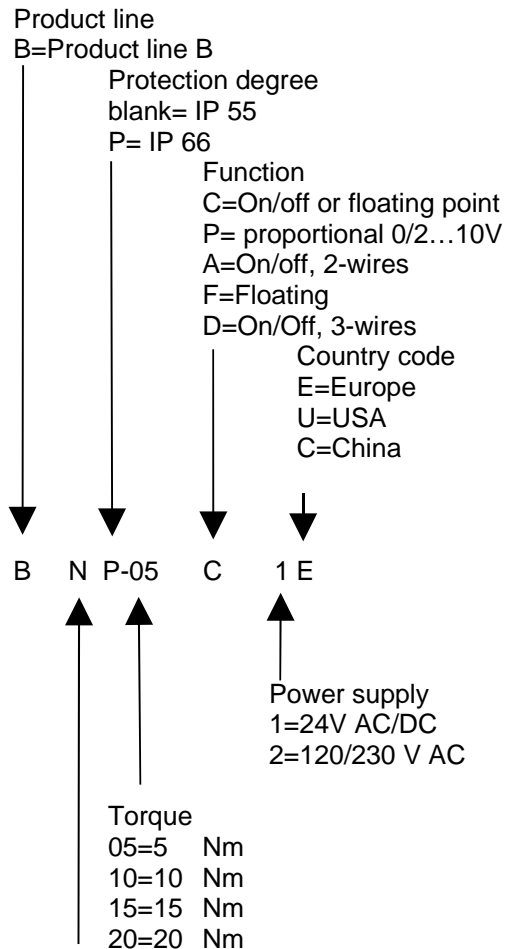 Product line
B=Product line B
Protection degree
blank= IP 55
P= IP 66
Function
C=On/off or floating point
P= proportional 0/2…10V
A=On/off, 2-wires
F=Floating
D=On/Off, 3-wires
Country code
E=Europe
U=USA
C=China
B N P-05 C 1 E
Power supply
1=24V AC/DC
2=120/230 V AC
Torque
05=5 Nm
10=10 Nm
15=15 Nm
20=20 Nm